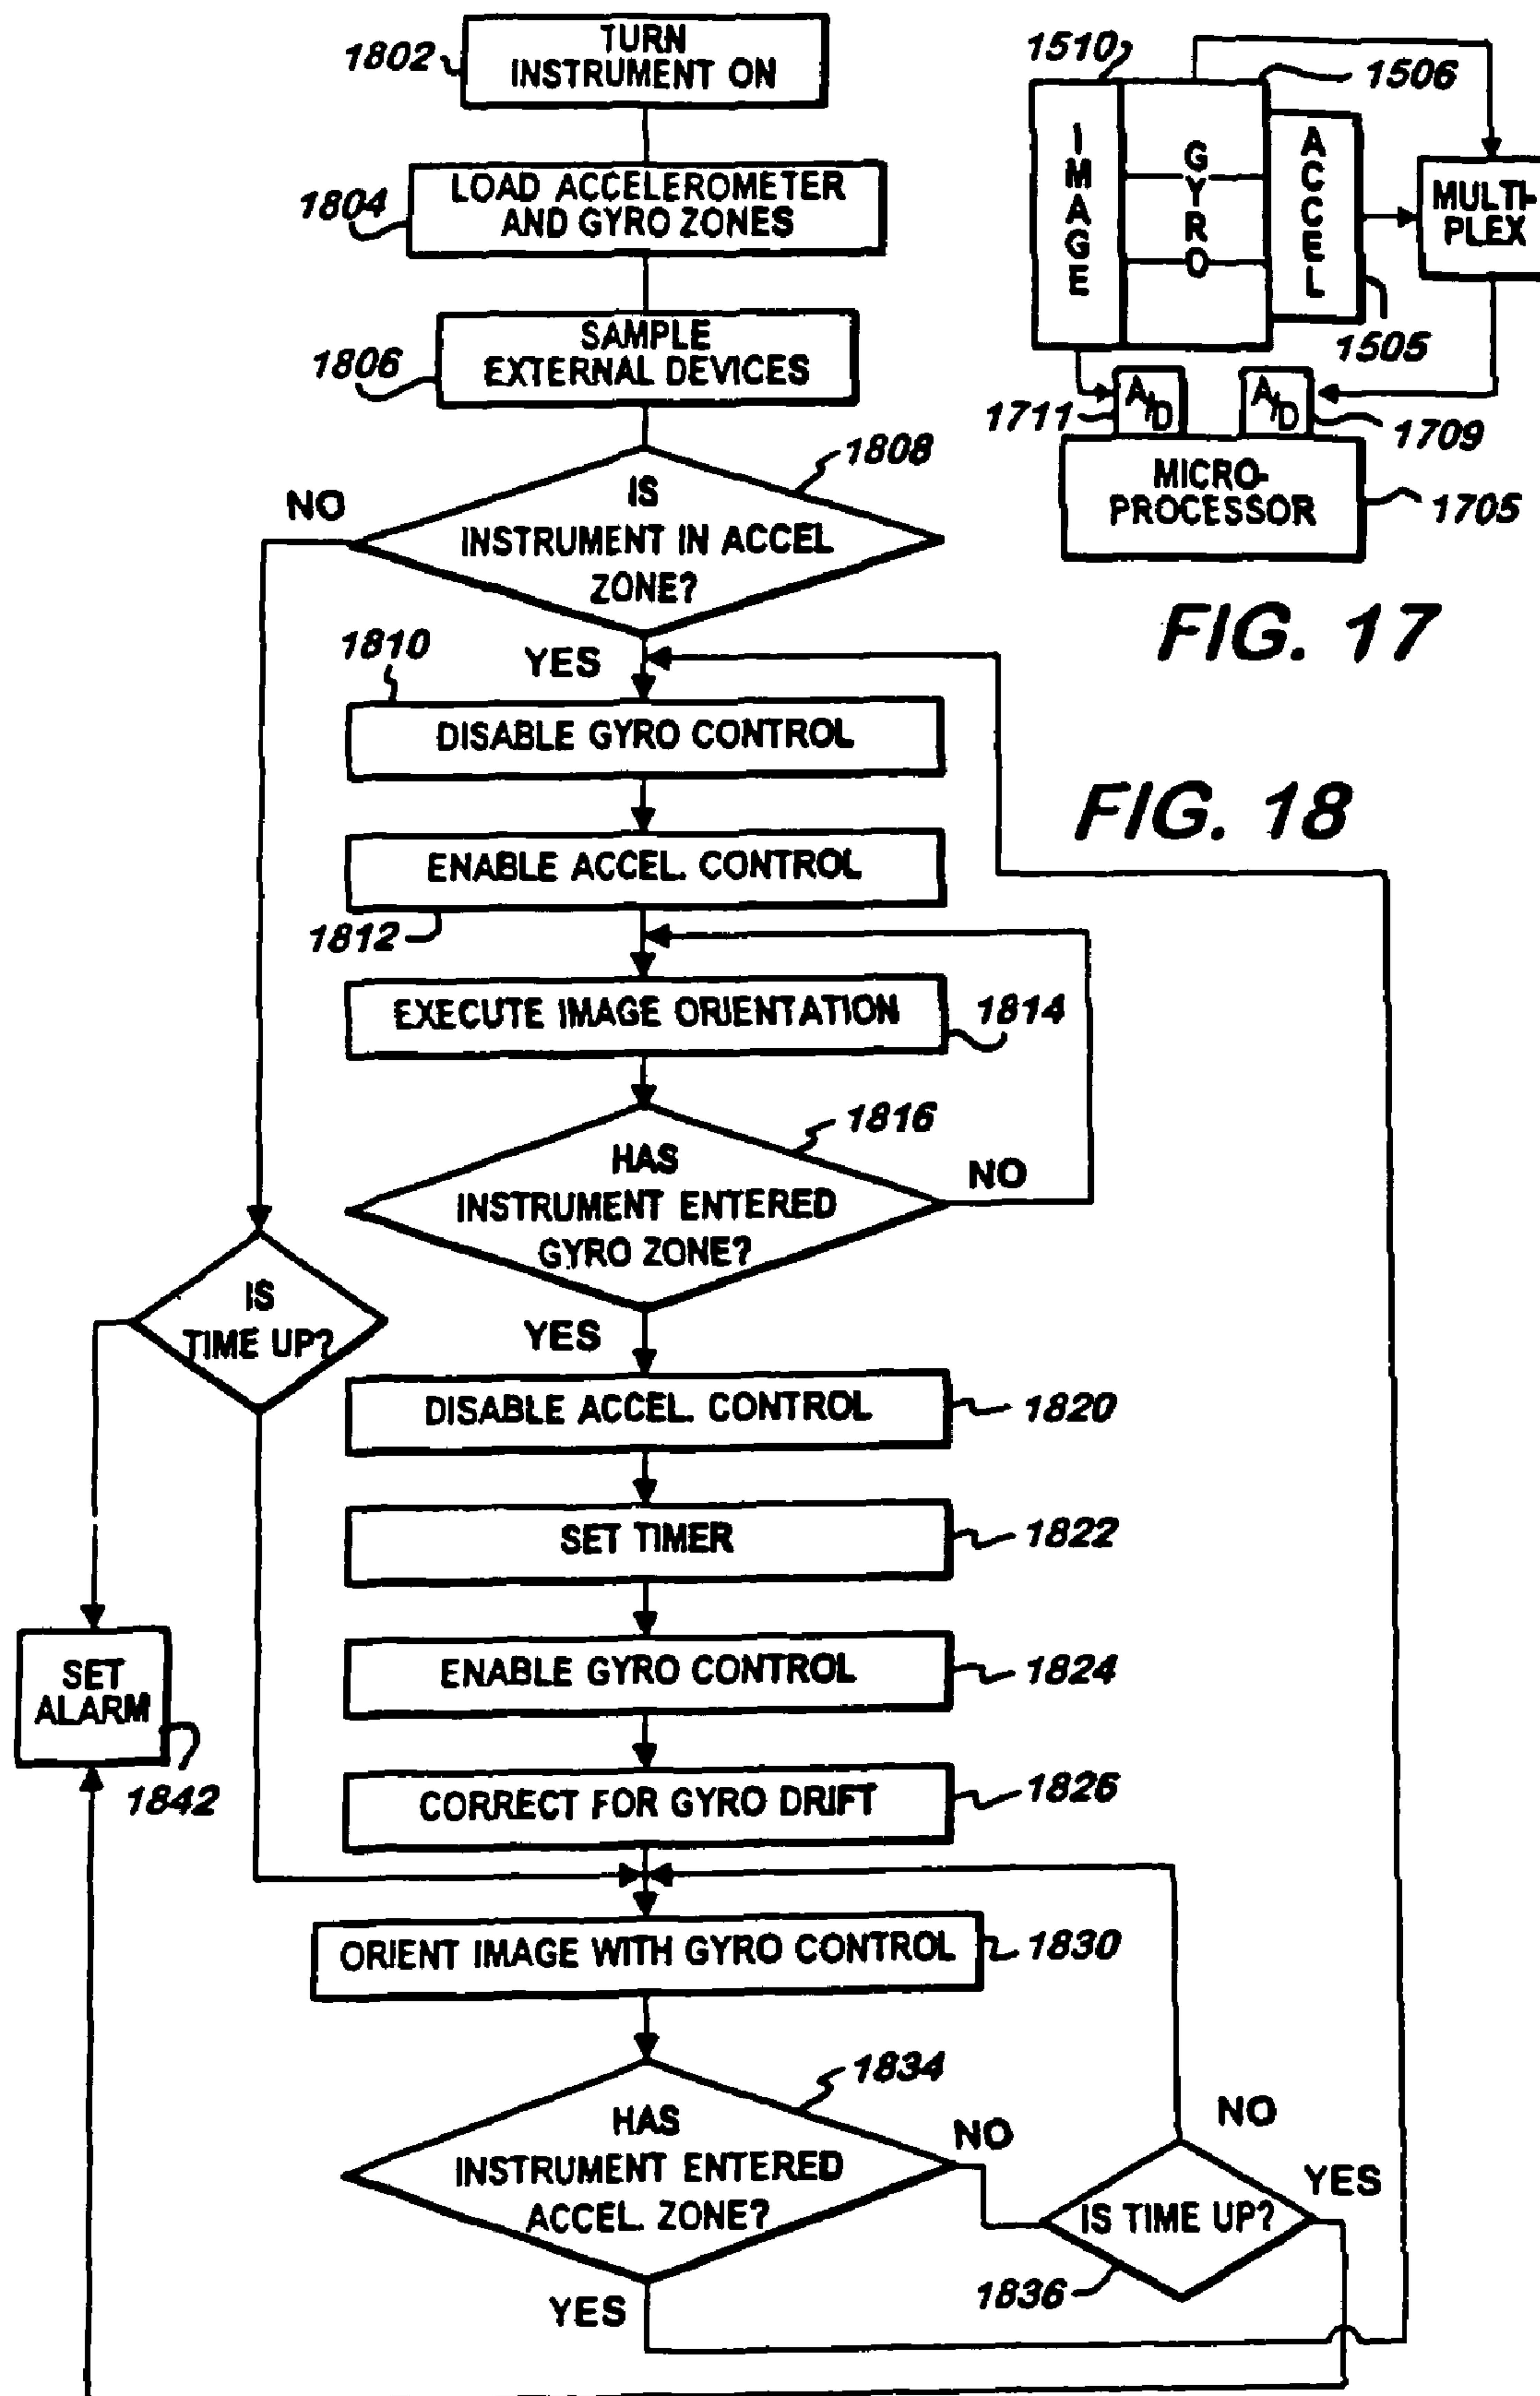 1802
TURN
INSTRUMENT ON
1804
LOAD ACCELEROMETER
AND GYRO ZONES
1806
SAMPLE
EXTERNAL DEVICES
1808
IS
INSTRUMENT IN ACCEL
ZONE?
NO
YES
1810
DISABLE GYRO CONTROL
ENABLE ACCEL. CONTROL
1812
EXECUTE IMAGE ORIENTATION
1814
1816
HAS
INSTRUMENT ENTERED
GYRO ZONE?
NO
YES
IS
TIME UP?
DISABLE ACCEL. CONTROL
1820
SET TIMER
1822
ENABLE GYRO CONTROL
1824
SET
ALARM
1842
CORRECT FOR GYRO DRIFT
1826
ORIENT IMAGE WITH GYRO CONTROL
1830
1834
HAS
INSTRUMENT ENTERED
ACCEL. ZONE?
NO
YES
IS TIME UP?
1836
NO
YES
FIG. 18
1510
1506
IMAGE
GYRO
ACCEL
MULTI-
PLEX
1505
1711
A/D
A/D
1709
MICRO-
PROCESSOR
1705
FIG. 17